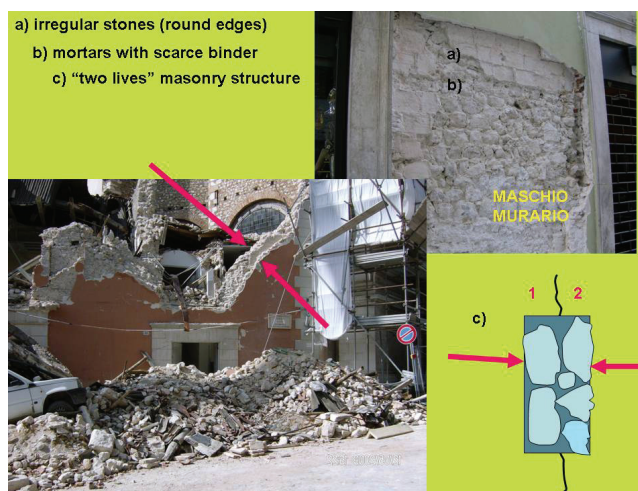 a) irregular stones (round edges)
b) mortars with scarce binder
c) “two lives” masonry structure
a)
b)
MASCHIO
MURARIO
1 2
c)